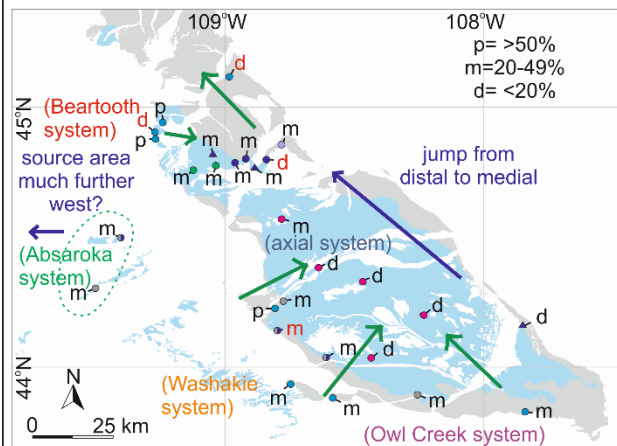 109°W
108°W
p= >50%
m=20-49%
d= <20%
d
45°N
(Beartooth
system)
p
d
p
m
m
m
d
m
m
m
m
jump from
distal to medial
source area
much further
west?
m
(axial system)
m
(Absaroka
system)
m
d
d
p
m
d
d
m
m
d
44°N
N
0
25 km
(Washakie
system)
m
m
m
m
(Owl Creek system)